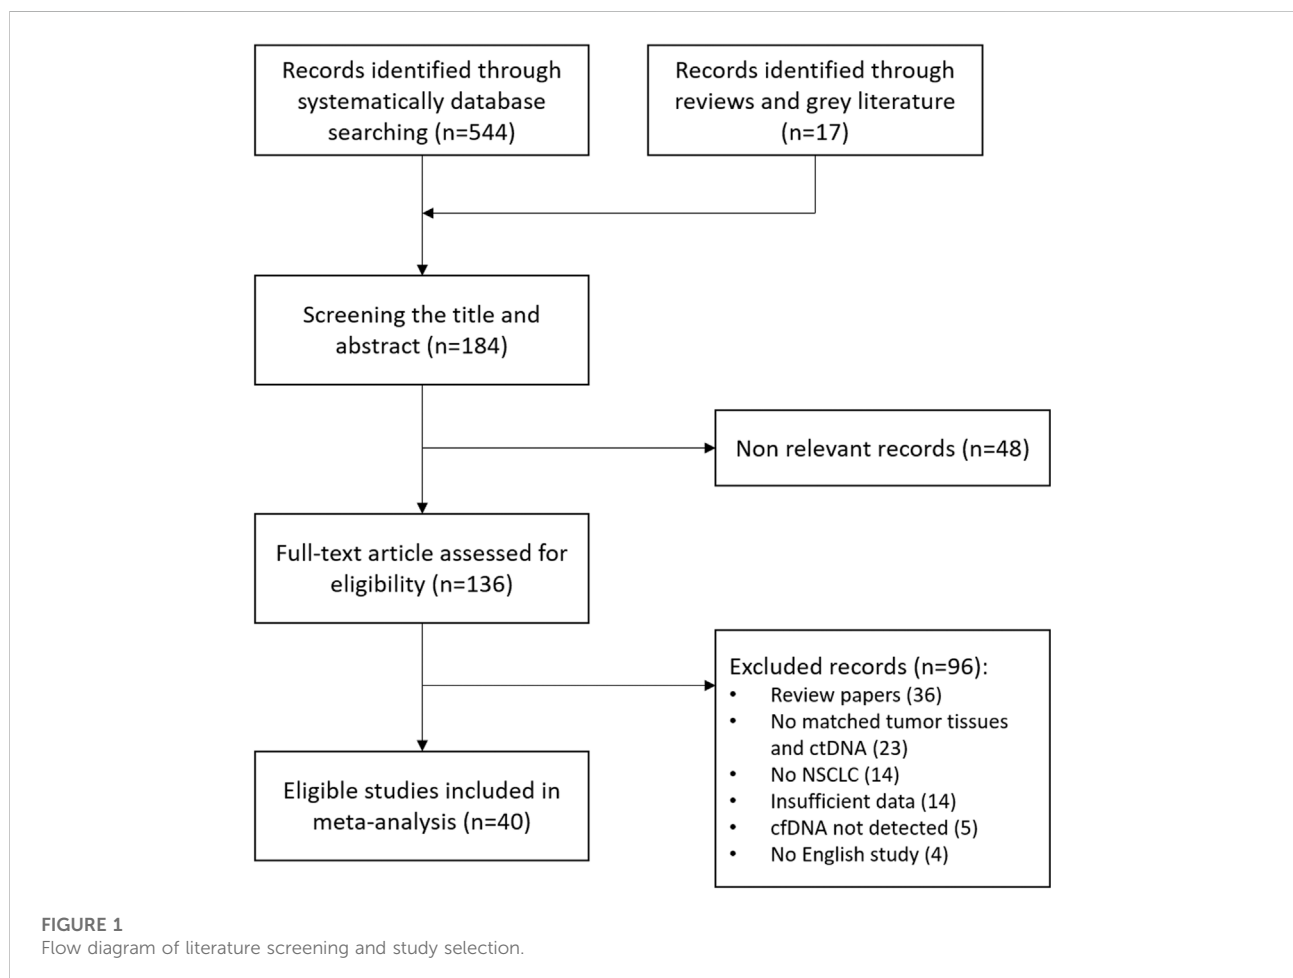 Records identified through
systematically database
searching (n=544)
Records identified through
reviews and grey literature
(n=17)
Screening the title and
abstract (n=184)
Non relevant records (n=48)
Full-text article assessed for
eligibility (n=136)
Excluded records (n=96):
• Review papers (36)
• No matched tumor tissues
and ctDNA (23)
• No NSCLC (14)
• Insufficient data (14)
• cfDNA not detected (5)
• No English study (4)
Eligible studies included in
meta-analysis (n=40)
FIGURE 1
Flow diagram of literature screening and study selection.